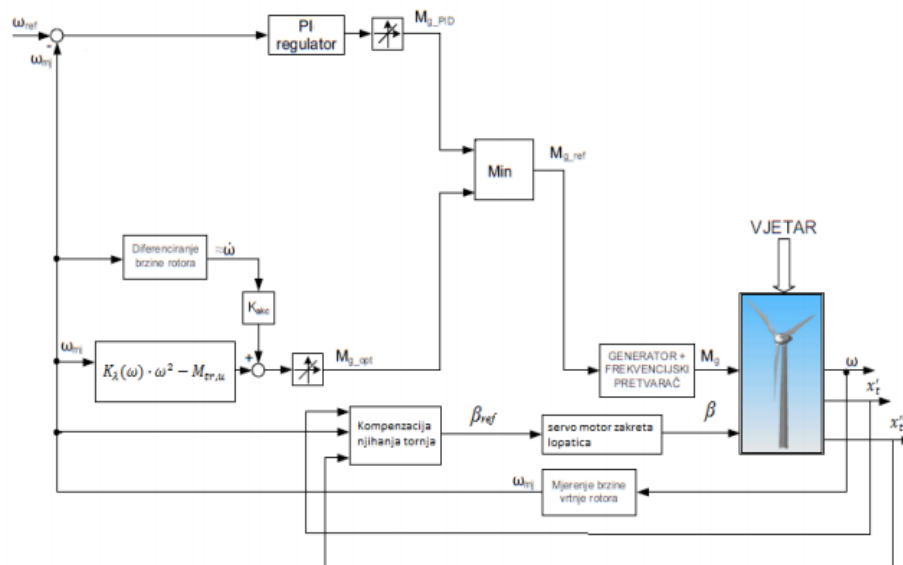 ω_ref
-
ω_mj
PI
regulator
M_g_PID
Min
M_g_ref
Diferenciranje
brzine rotora
≈ω̇
K_akc
ω_mj
K_λ(ω) · ω² − M_tr,u
+
M_g_opt
VJETAR
GENERATOR +
FREKVENCIJSKI
PRETVARAČ
M_g
ω
x′_t
x″_t
Kompenzacija
njihanja tornja
β_ref
servo motor zakreta
lopatica
β
ω_mj
Mjerenje brzine
vrtnje rotora